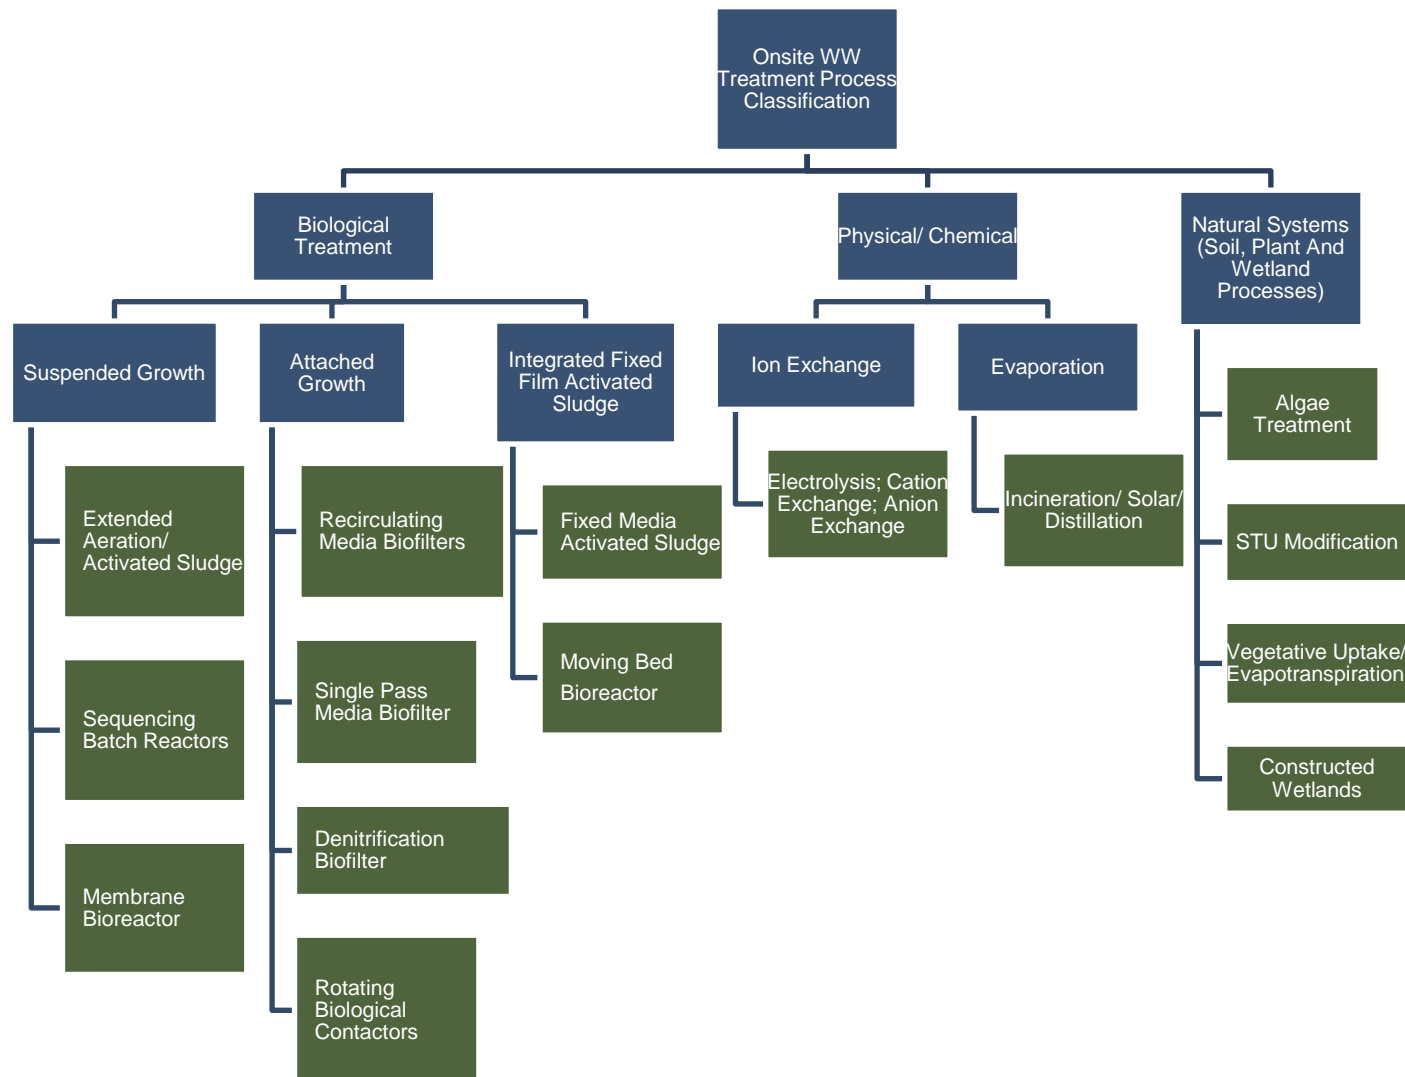 Onsite WW
Treatment Process
Classification
Biological
Treatment
Physical/ Chemical
Natural Systems
(Soil, Plant And
Wetland
Processes)
Suspended Growth
Attached
Growth
Integrated Fixed
Film Activated
Sludge
Ion Exchange
Evaporation
Extended
Aeration/
Activated Sludge
Sequencing
Batch Reactors
Membrane
Bioreactor
Recirculating
Media Biofilters
Single Pass
Media Biofilter
Denitrification
Biofilter
Rotating
Biological
Contactors
Fixed Media
Activated Sludge
Moving Bed
Bioreactor
Electrolysis; Cation
Exchange; Anion
Exchange
Incineration/ Solar/
Distillation
Algae
Treatment
STU Modification
Vegetative Uptake/
Evapotranspiration
Constructed
Wetlands